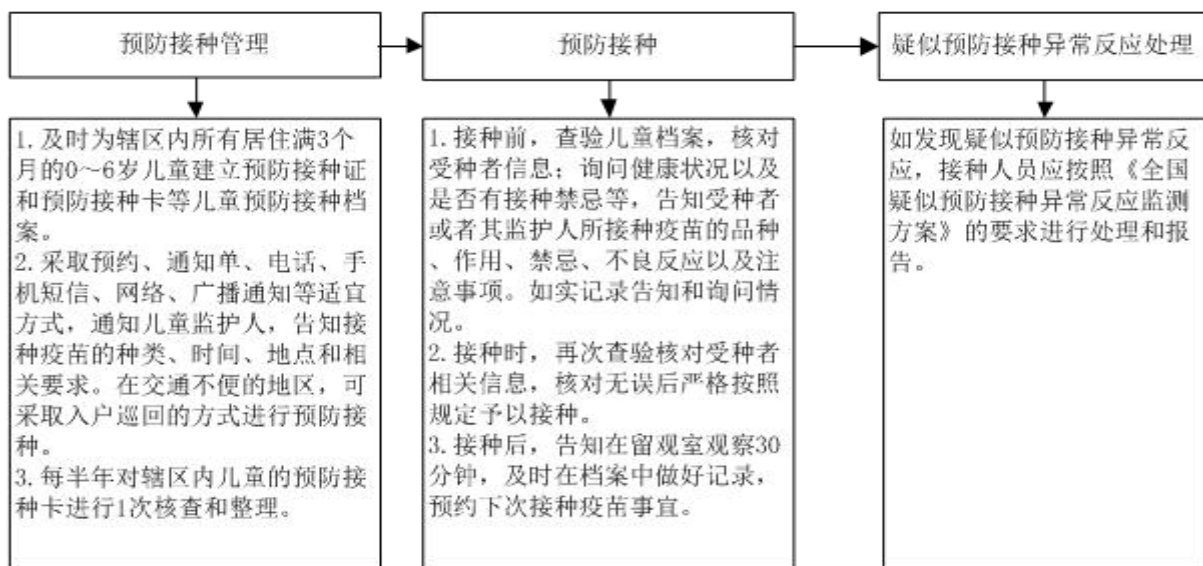 预防接种管理
预防接种
疑似预防接种异常反应处理
1. 及时为辖区内所有居住满3个
月的0～6岁儿童建立预防接种证
和预防接种卡等儿童预防接种档
案。
2. 采取预约、通知单、电话、手
机短信、网络、广播通知等适宜
方式，通知儿童监护人，告知接
种疫苗的种类、时间、地点和相
关要求。在交通不便的地区，可
采取入户巡回的方式进行预防接
种。
3. 每半年对辖区内儿童的预防接
种卡进行1次核查和整理。
1. 接种前，查验儿童档案，核对
受种者信息；询问健康状况以及
是否有接种禁忌等，告知受种者
或者其监护人所接种疫苗的品种
、作用、禁忌、不良反应以及注
意事项。如实记录告知和询问情
况。
2. 接种时，再次查验核对受种者
相关信息，核对无误后严格按照
规定予以接种。
3. 接种后，告知在留观室观察30
分钟，及时在档案中做好记录，
预约下次接种疫苗事宜。
如发现疑似预防接种异常反
应，接种人员应按照《全国
疑似预防接种异常反应监测
方案》的要求进行处理和报
告。